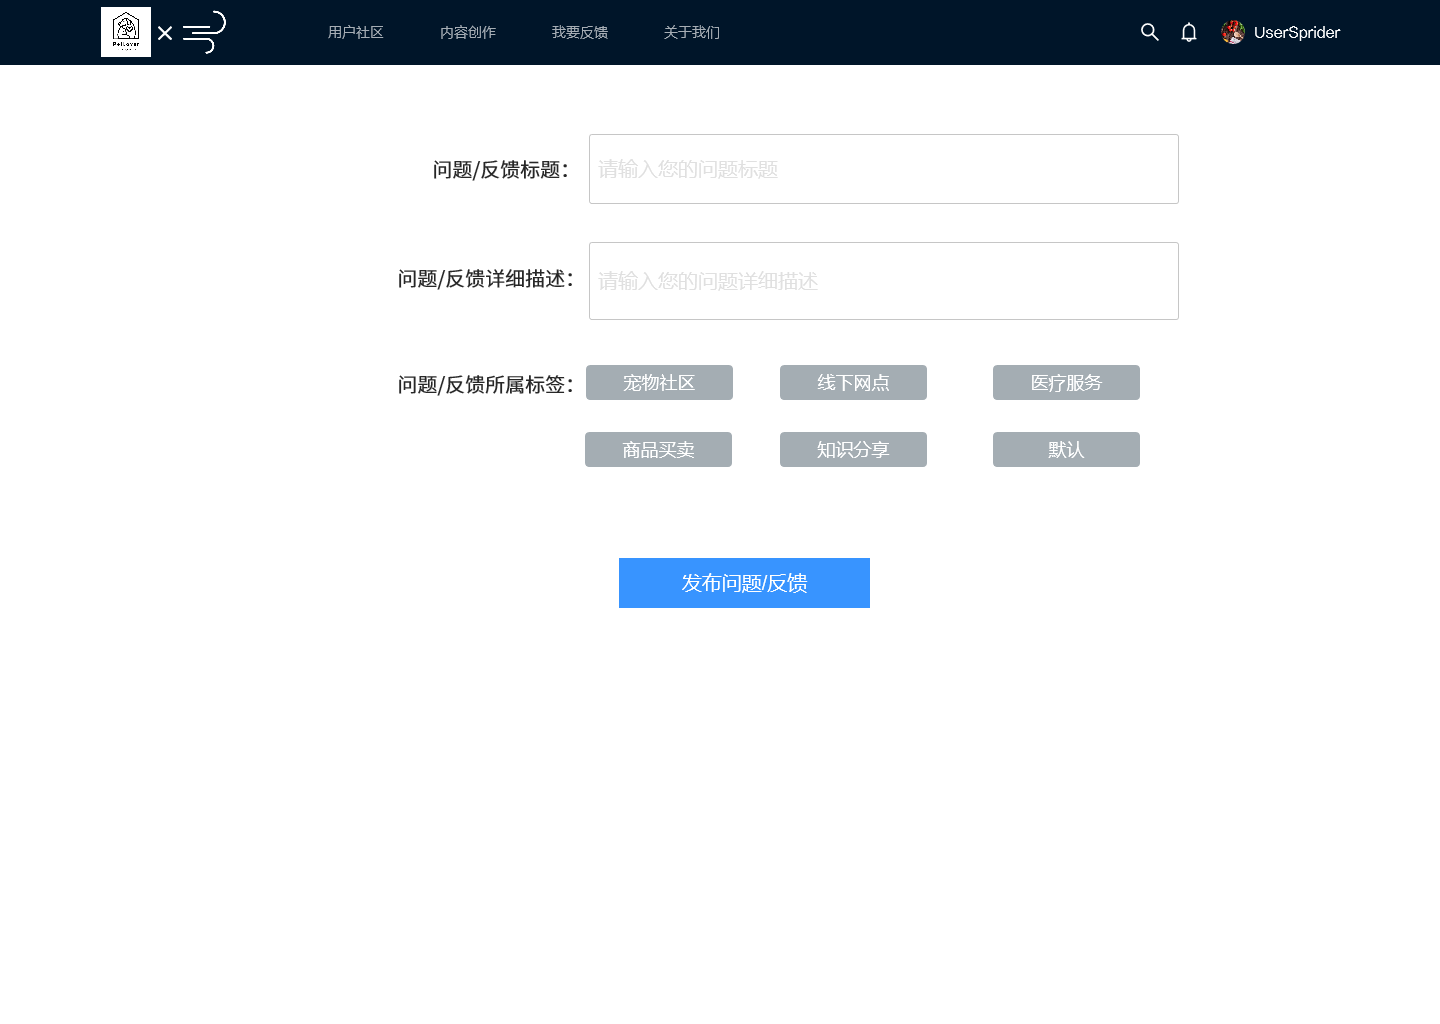 PetLover
用户社区 内容创作 我要反馈 关于我们 UserSprider
问题/反馈标题： 请输入您的问题标题
问题/反馈详细描述： 请输入您的问题详细描述
问题/反馈所属标签： 宠物社区 线下网点 医疗服务
商品买卖 知识分享 默认
发布问题/反馈